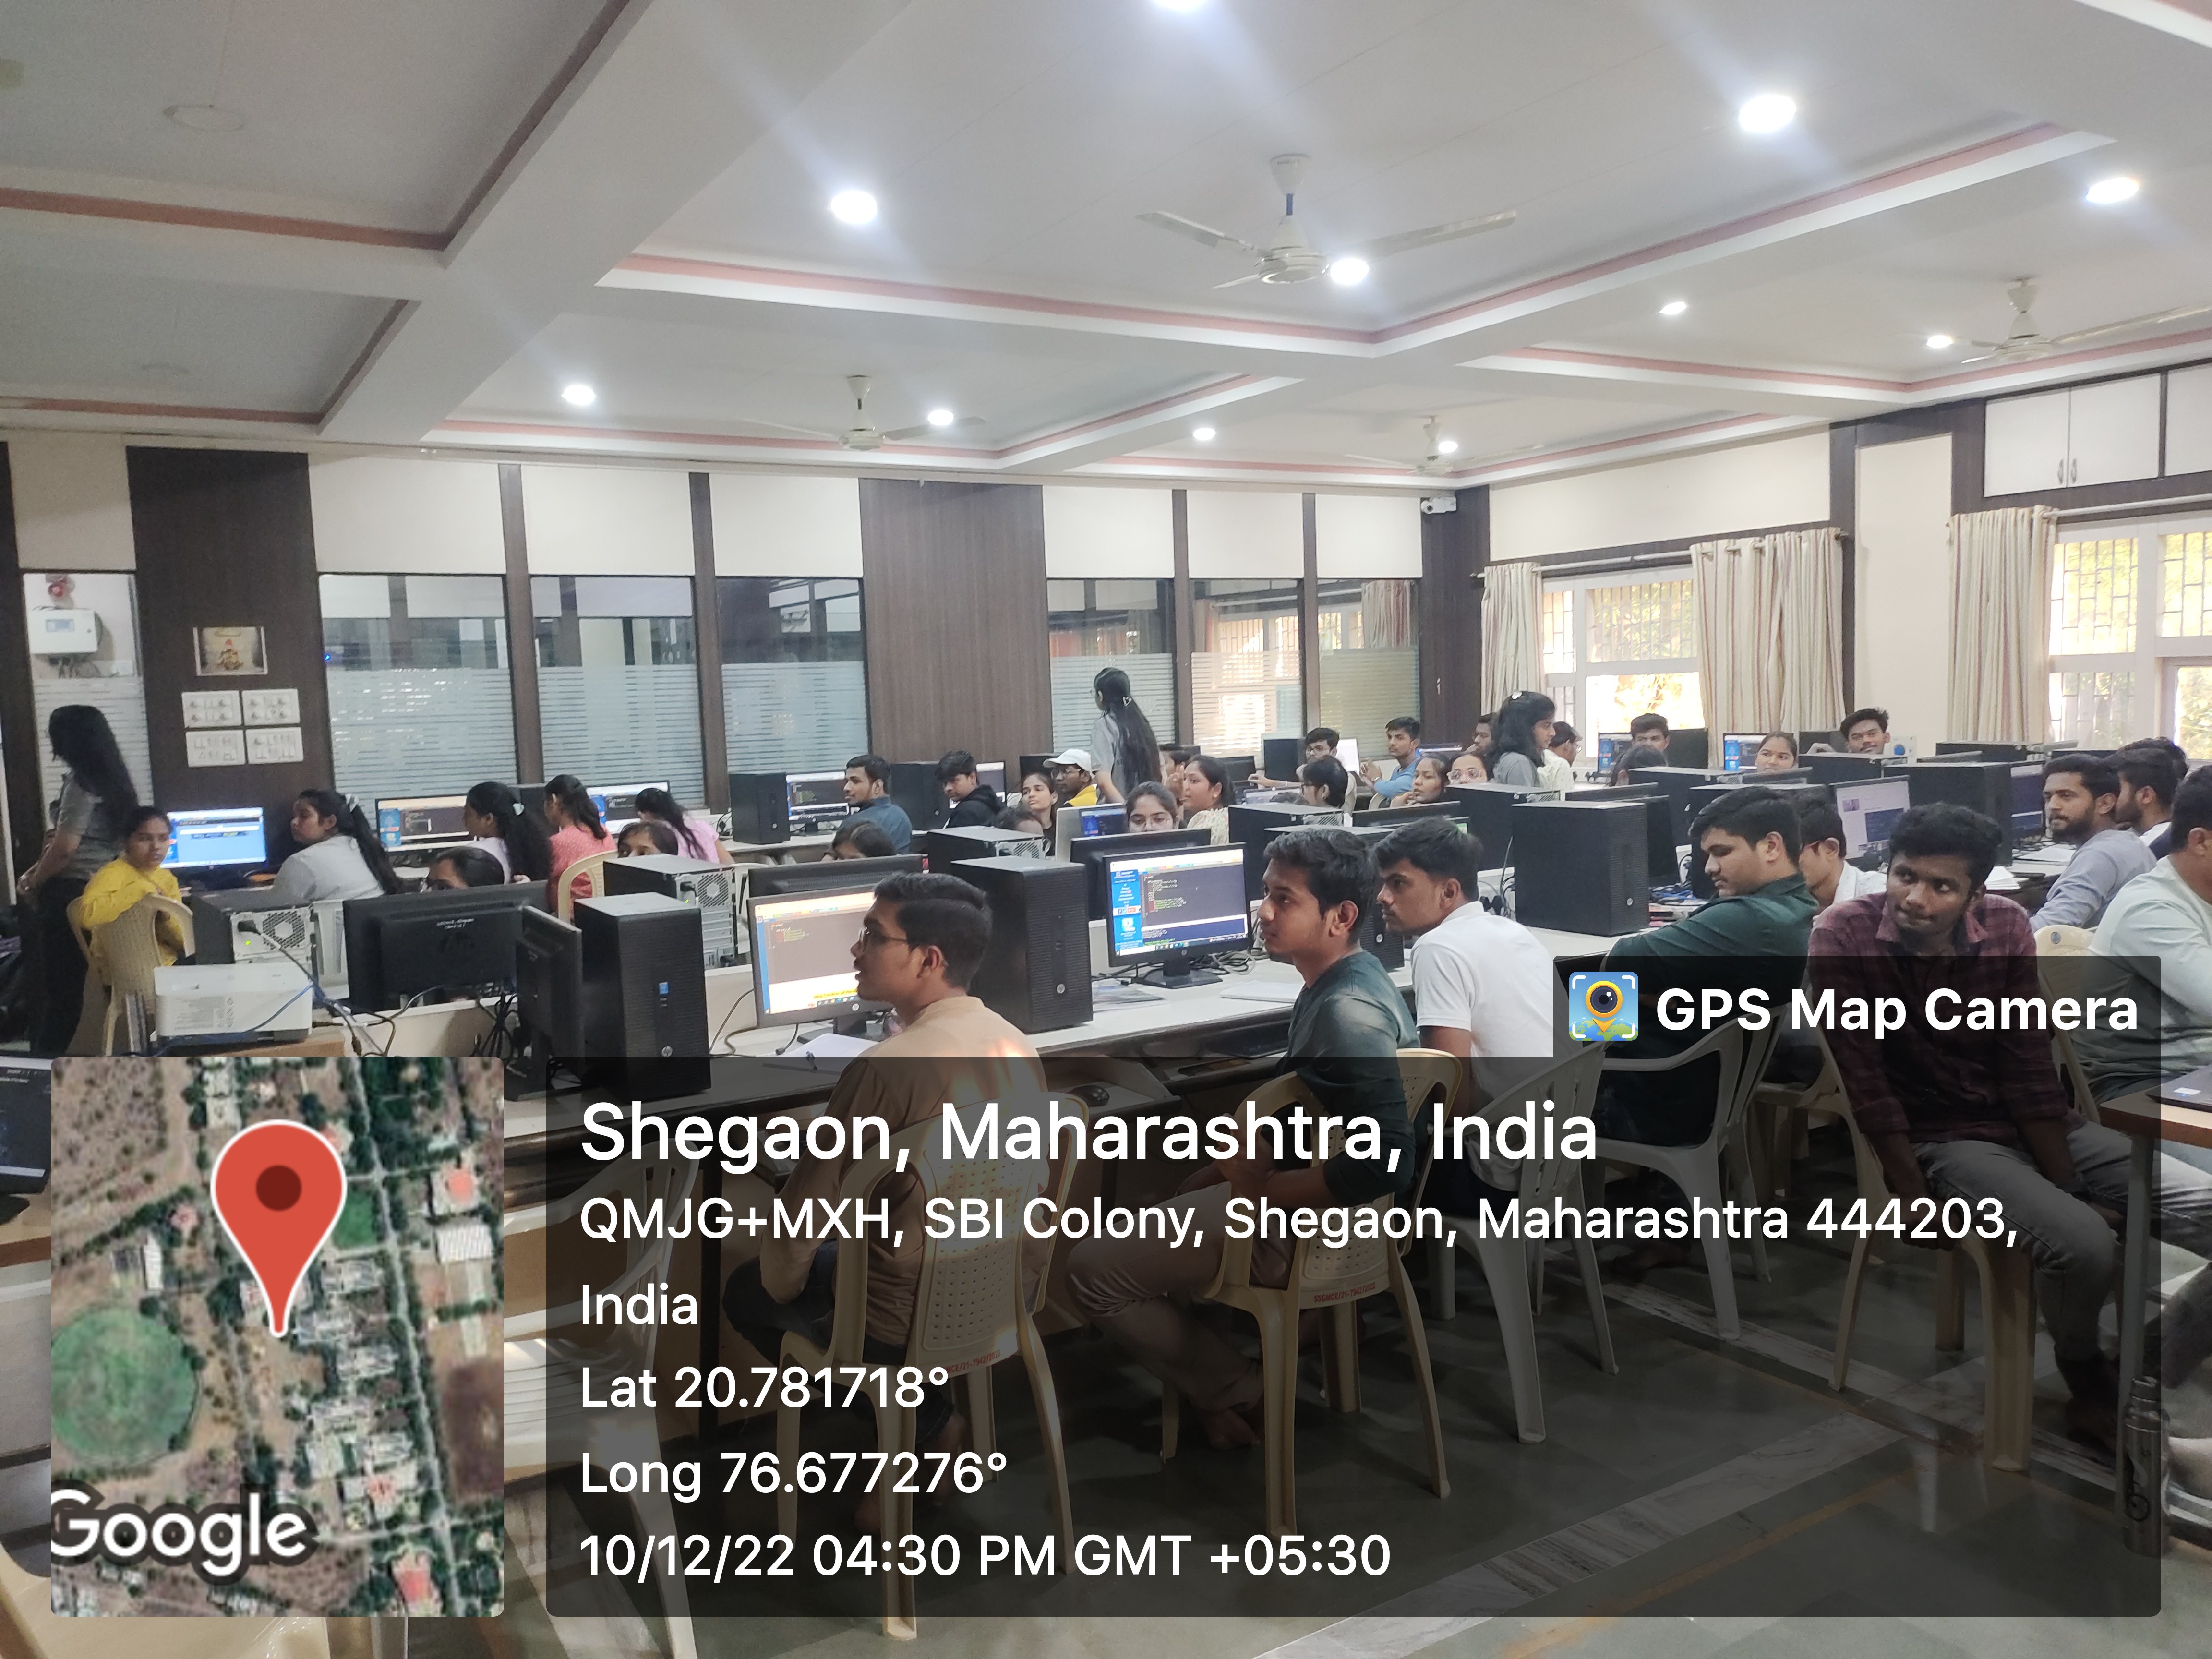 GPS Map Camera
Shegaon, Maharashtra, India
QMJG+MXH, SBI Colony, Shegaon, Maharashtra 444203,
India
Lat 20.781718°
Long 76.677276°
10/12/22 04:30 PM GMT +05:30
Google